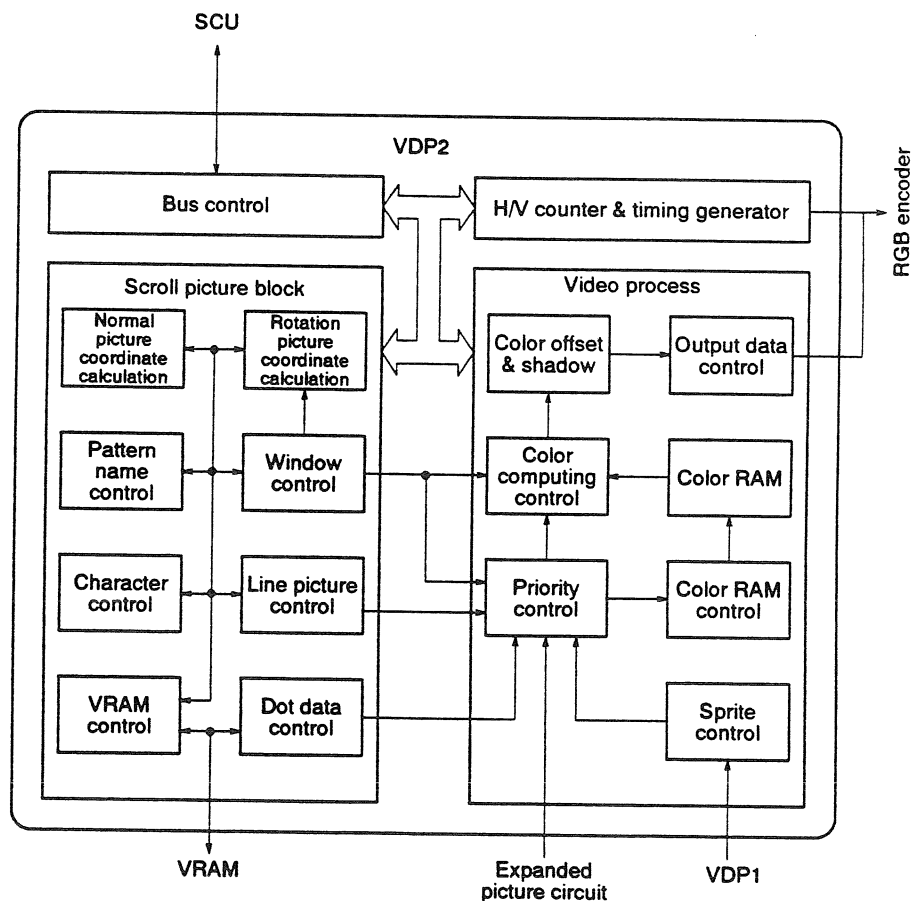 SCU
VDP2
Bus control
H/V counter & timing generator
RGB encoder
Scroll picture block
Normal
picture
coordinate
calculation
Rotation
picture
coordinate
calculation
Pattern
name
control
Window
control
Character
control
Line picture
control
VRAM
control
Dot data
control
Video process
Color offset
& shadow
Output data
control
Color
computing
control
Color RAM
Priority
control
Color RAM
control
Sprite
control
VRAM
Expanded
picture circuit
VDP1